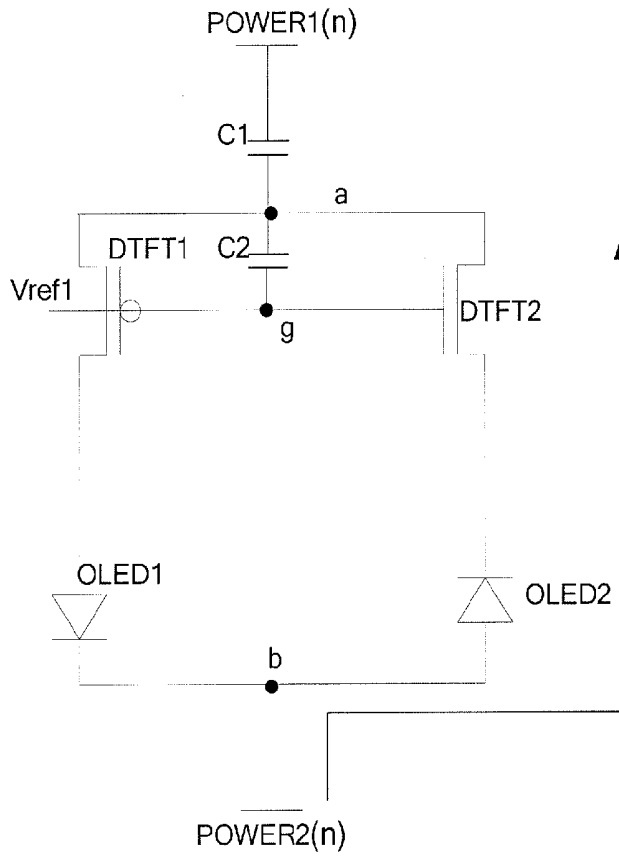 POWER1(n)
C1
a
DTFT1
C2
Vref1
DTFT2
g
OLED1
OLED2
b
POWER2(n)